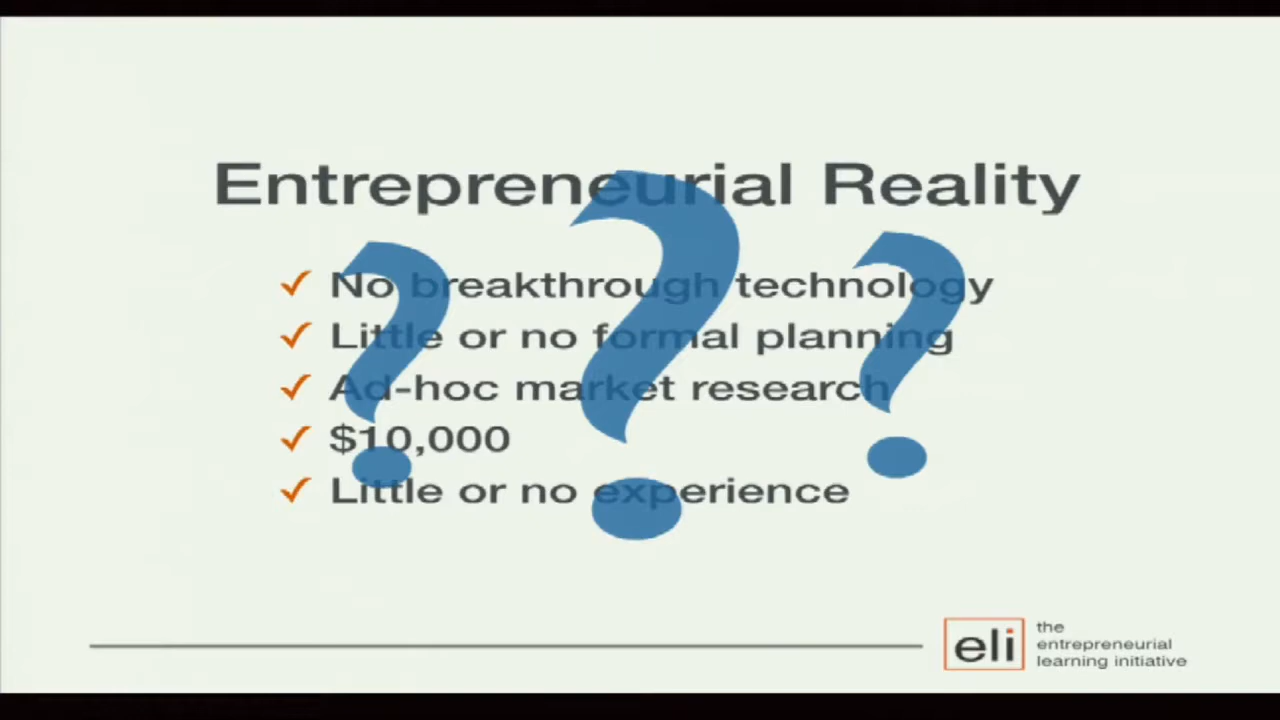 Entrepreneurial Reality
✓ No breakthrough technology
✓ Little or no formal planning
✓ Ad-hoc market research
✓ $10,000
✓ Little or no experience
? ? ?
eli
the
entrepreneurial
learning initiative